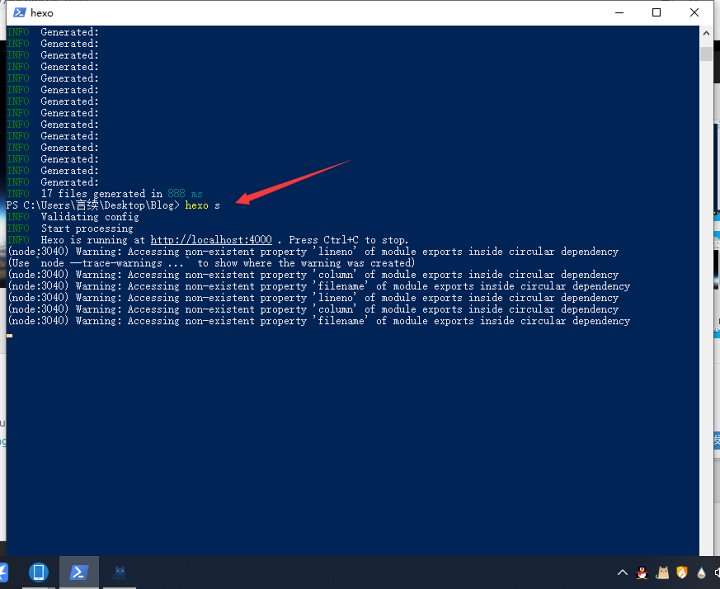 hexo
INFO Generated:
INFO Generated:
INFO Generated:
INFO Generated:
INFO Generated:
INFO Generated:
INFO Generated:
INFO Generated:
INFO Generated:
INFO Generated:
INFO Generated:
INFO Generated:
INFO Generated:
INFO Generated:
INFO 17 files generated in 888 ms
PS C:\Users\言续\Desktop\Blog> hexo s
INFO Validating config
INFO Start processing
INFO Hexo is running at http://localhost:4000 . Press Ctrl+C to stop.
(node:3040) Warning: Accessing non-existent property 'lineno' of module exports inside circular dependency
(Use `node --trace-warnings ...` to show where the warning was created)
(node:3040) Warning: Accessing non-existent property 'column' of module exports inside circular dependency
(node:3040) Warning: Accessing non-existent property 'filename' of module exports inside circular dependency
(node:3040) Warning: Accessing non-existent property 'lineno' of module exports inside circular dependency
(node:3040) Warning: Accessing non-existent property 'column' of module exports inside circular dependency
(node:3040) Warning: Accessing non-existent property 'filename' of module exports inside circular dependency